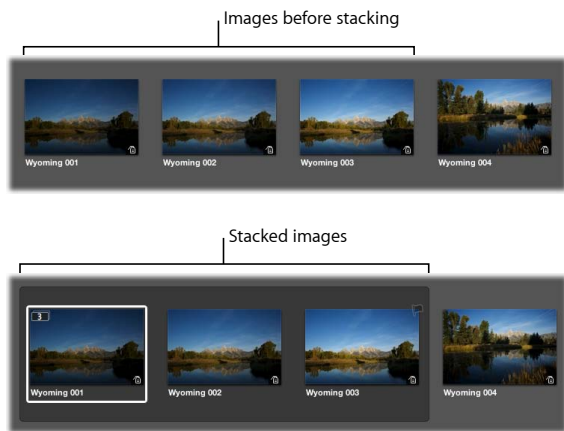 Images before stacking
Wyoming 001
Wyoming 002
Wyoming 003
Wyoming 004
Stacked images
3
Wyoming 001
Wyoming 002
Wyoming 003
Wyoming 004